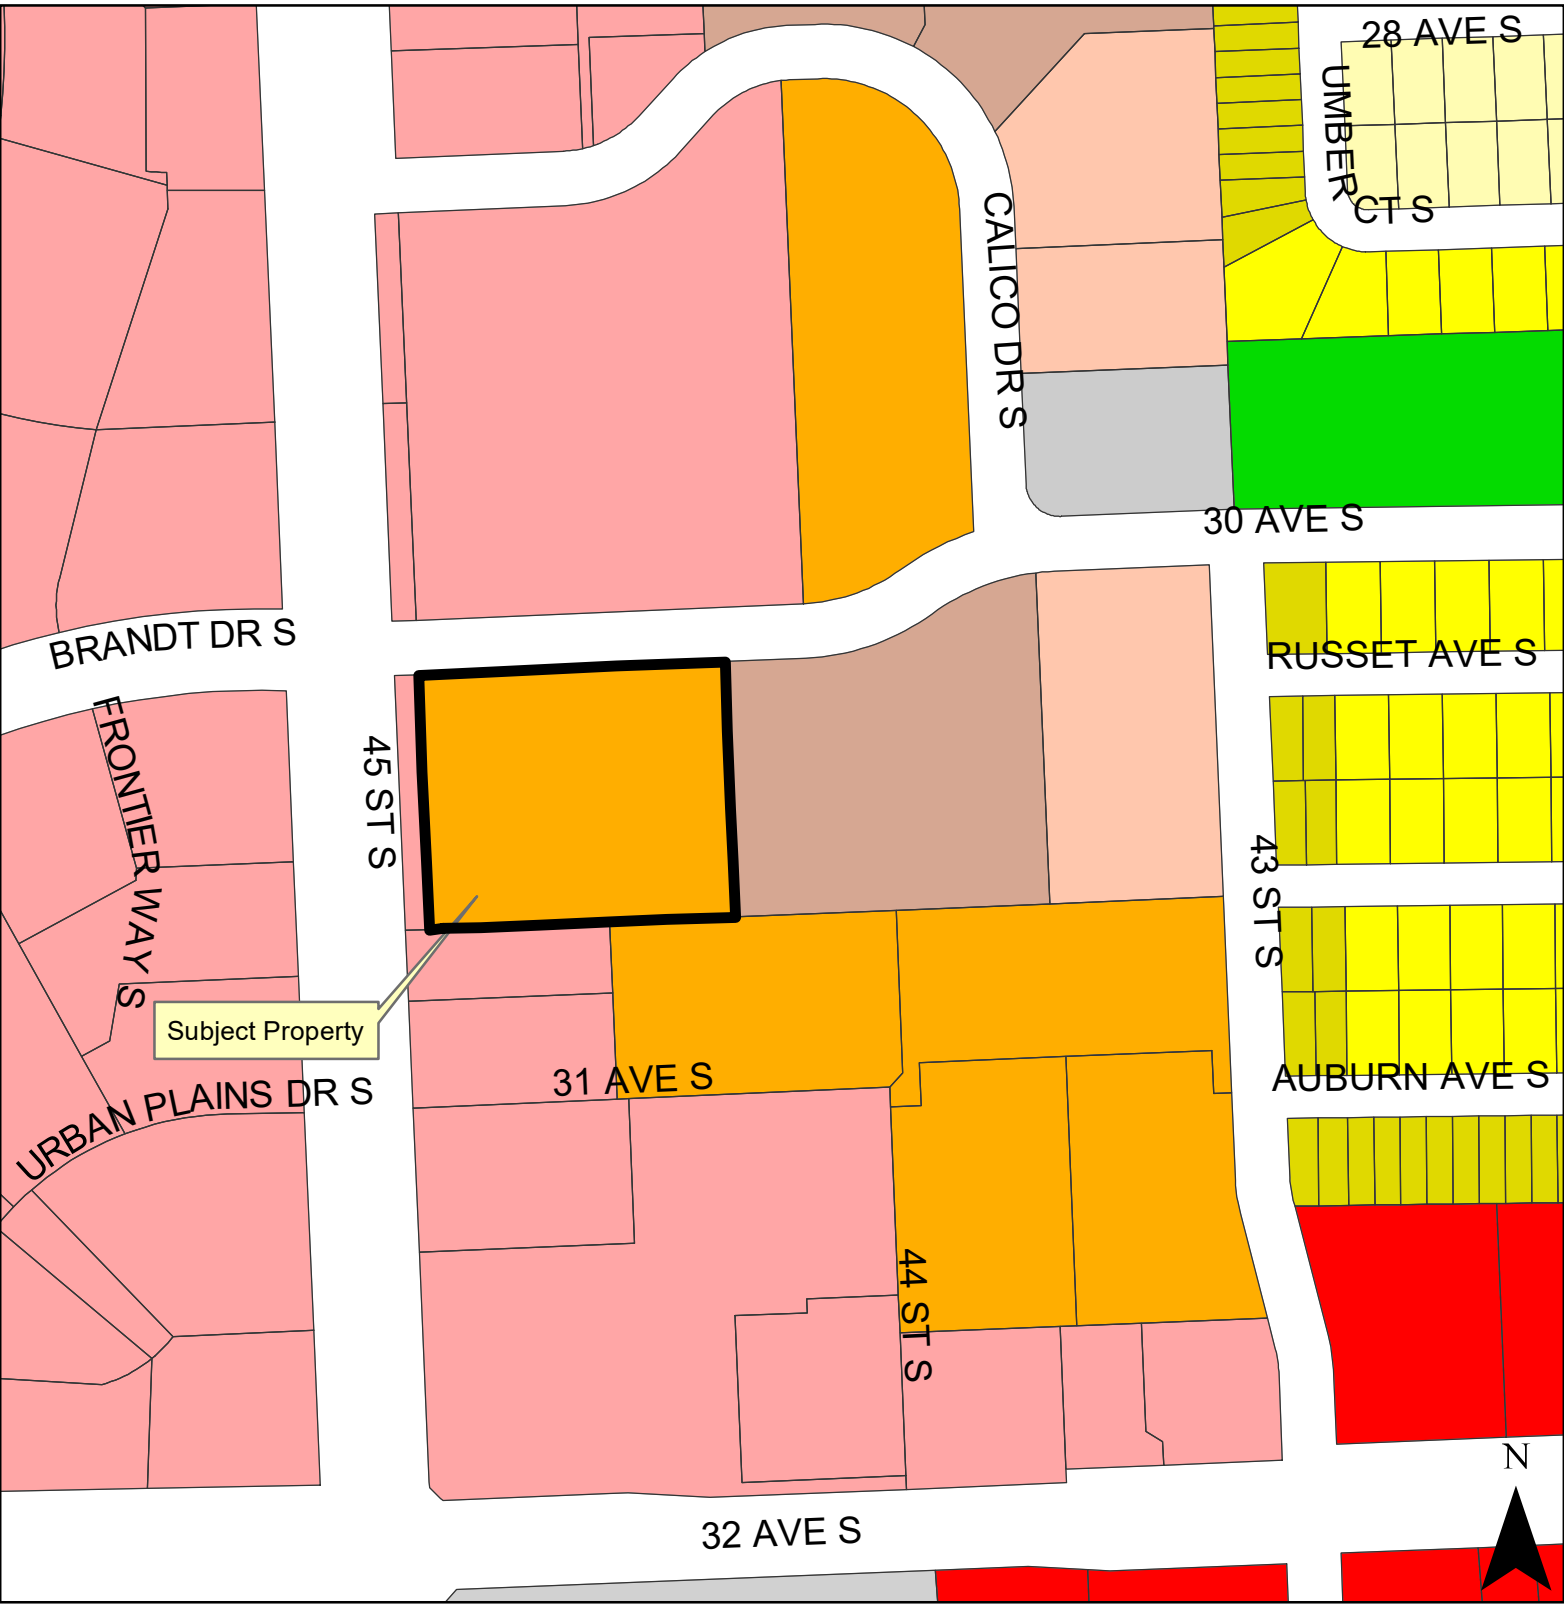 28 AVE S
UMBER
CT S
CALICO DR S
30 AVE S
BRANDT DR S
RUSSET AVE S
FRONTIER WAY S
45 ST S
43 ST S
Subject Property
31 AVE S
AUBURN AVE S
URBAN PLAINS DR S
44 ST S
N
32 AVE S